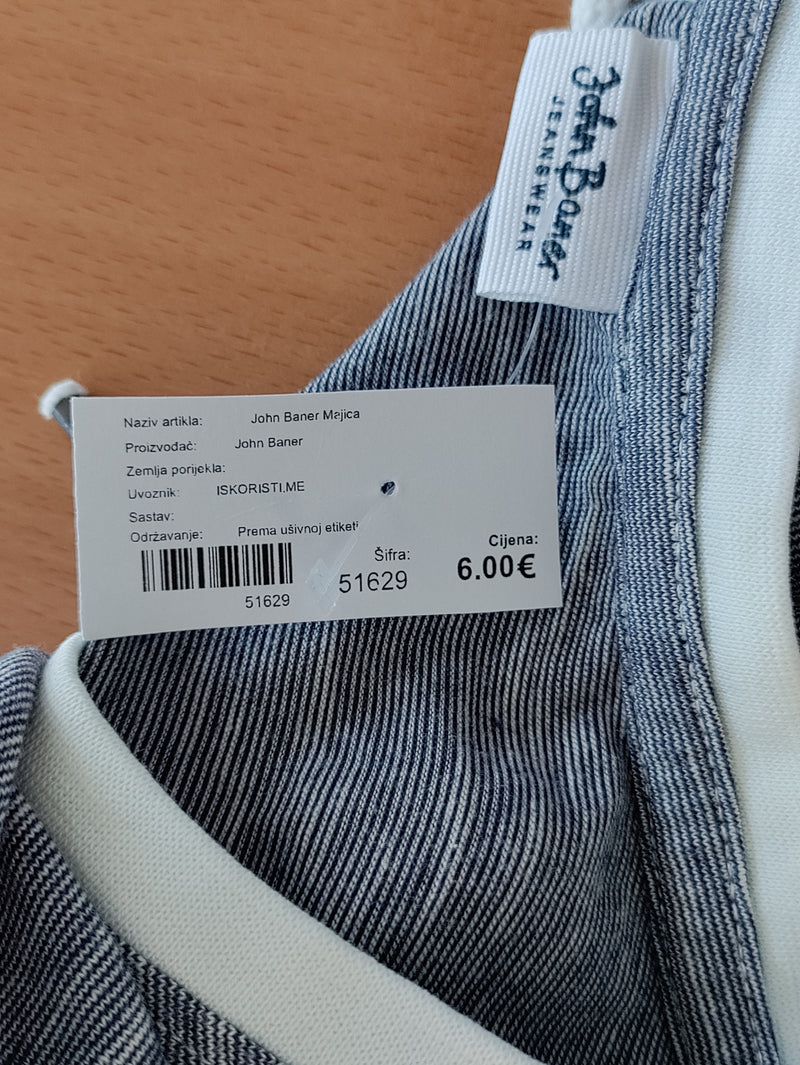 John Baner
JEANSWEAR
Naziv artikla: John Baner Majica
Proizvođač: John Baner
Zemlja porijekla:
Uvoznik: ISKORISTI.ME
Sastav:
Održavanje: Prema ušivnoj etiketi
51629
Šifra:
51629
Cijena:
6.00€